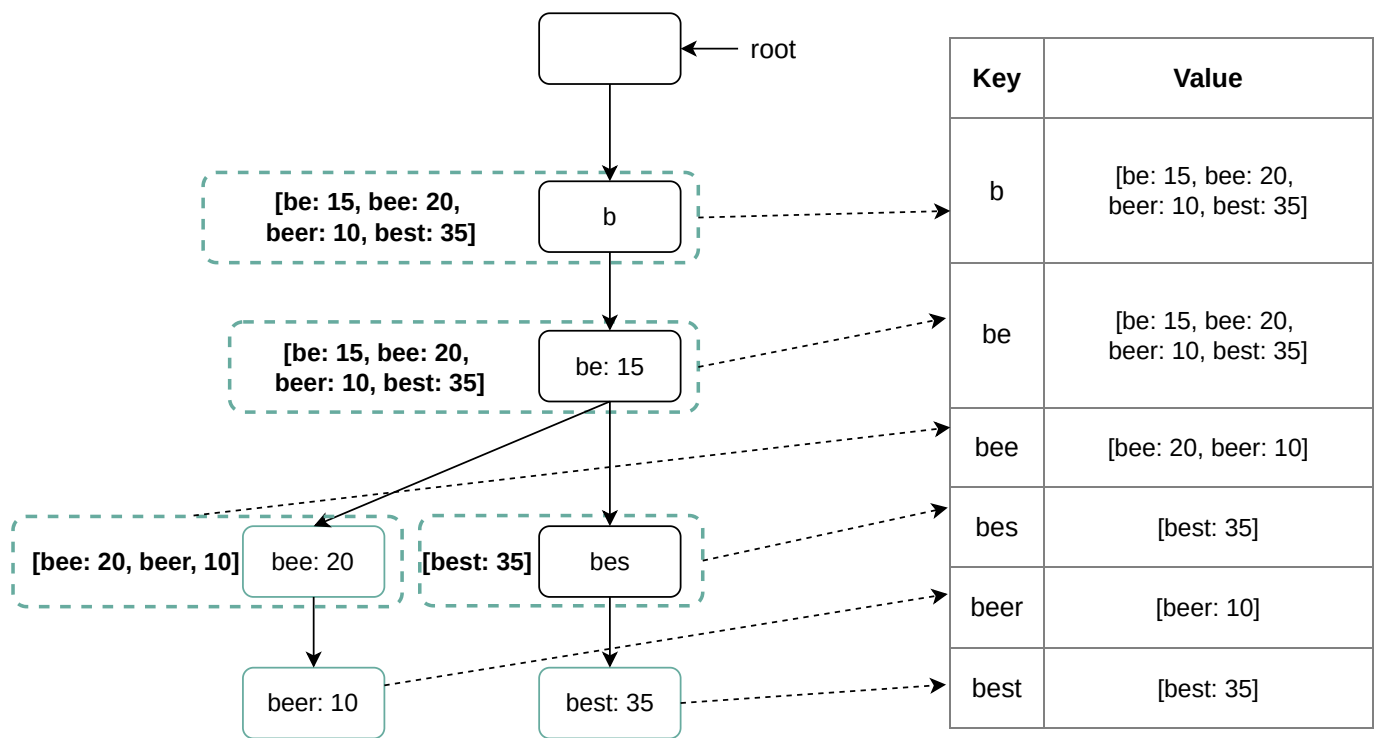 root
[be: 15, bee: 20,
beer: 10, best: 35]
b
[be: 15, bee: 20,
beer: 10, best: 35]
be: 15
[bee: 20, beer, 10]
bee: 20
[best: 35]
bes
beer: 10
best: 35
Key Value
b
[be: 15, bee: 20,
beer: 10, best: 35]
be
[be: 15, bee: 20,
beer: 10, best: 35]
bee [bee: 20, beer: 10]
bes [best: 35]
beer [beer: 10]
best [best: 35]